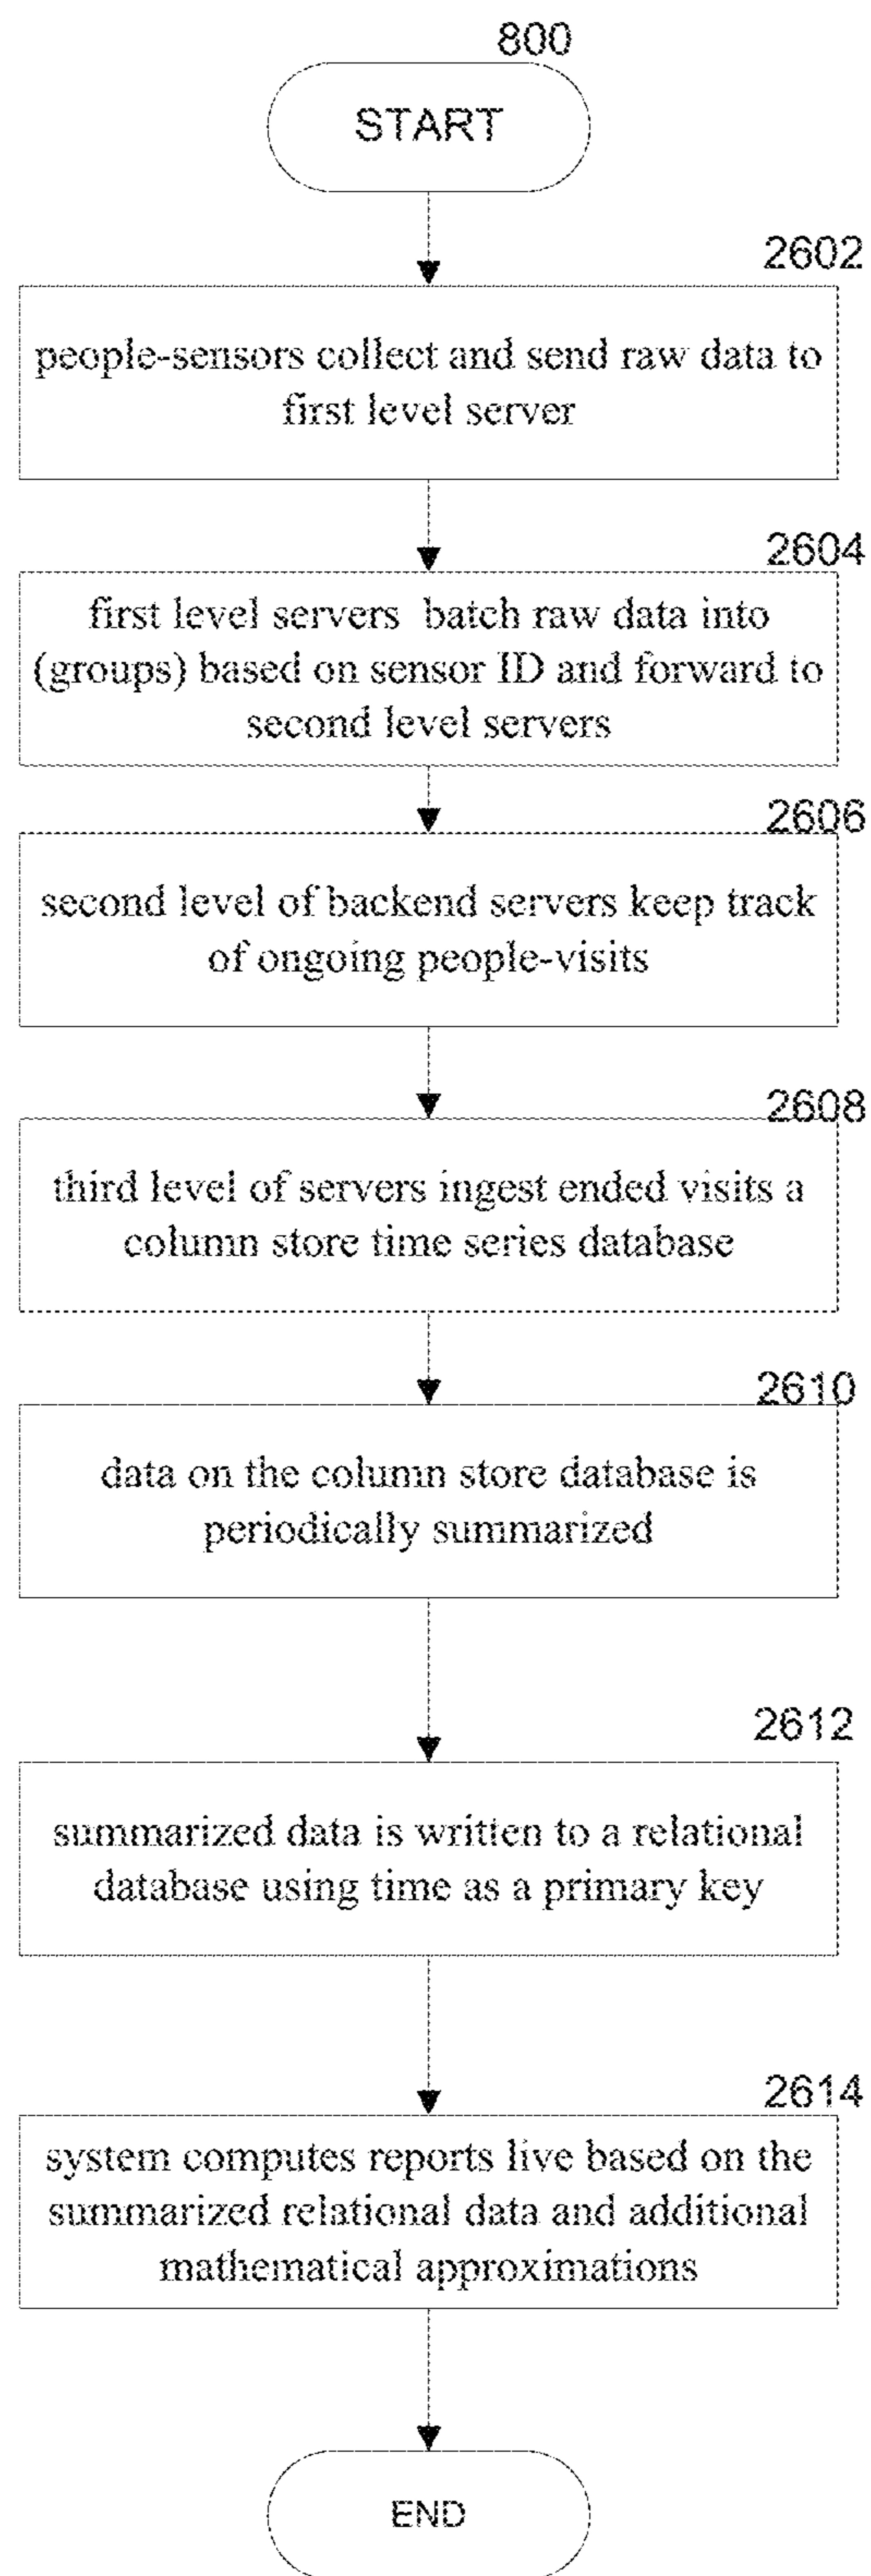 800
START
2602
people-sensors collect and send raw data to
first level server
2604
first level servers batch raw data into
(groups) based on sensor ID and forward to
second level servers
2606
second level of backend servers keep track
of ongoing people-visits
2608
third level of servers ingest ended visits a
column store time series database
2610
data on the column store database is
periodically summarized
2612
summarized data is written to a relational
database using time as a primary key
2614
system computes reports live based on the
summarized relational data and additional
mathematical approximations
END